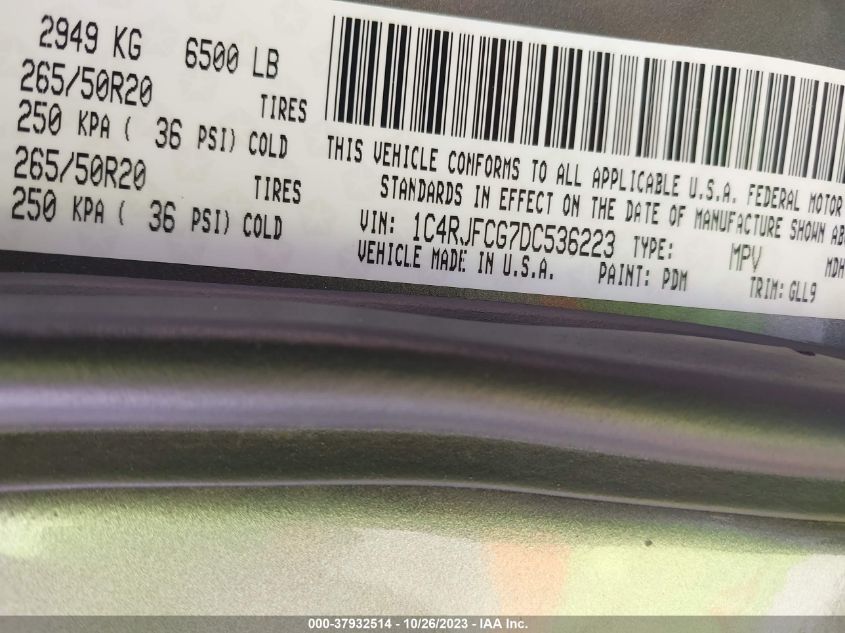 2949 KG 6500 LB
265/50R20 TIRES
250 KPA ( 36 PSI) COLD
265/50R20 TIRES
250 KPA ( 36 PSI) COLD
THIS VEHICLE CONFORMS TO ALL APPLICABLE U.S.A. FEDERAL MOTOR
STANDARDS IN EFFECT ON THE DATE OF MANUFACTURE SHOWN AB
VIN: 1C4RJFCG7DC536223 TYPE: MPV MDH
VEHICLE MADE IN U.S.A. PAINT: PDM TRIM: GLL9
000-37932514 - 10/26/2023 - IAA Inc.